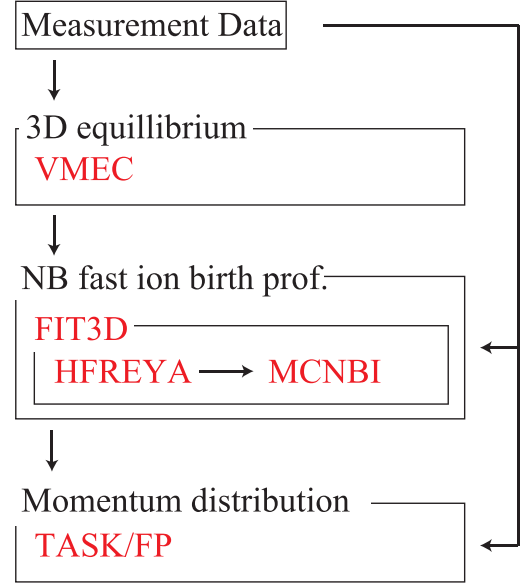 Measurement Data
3D equillibrium
VMEC
NB fast ion birth prof.
FIT3D
HFREYA MCNBI
Momentum distribution
TASK/FP